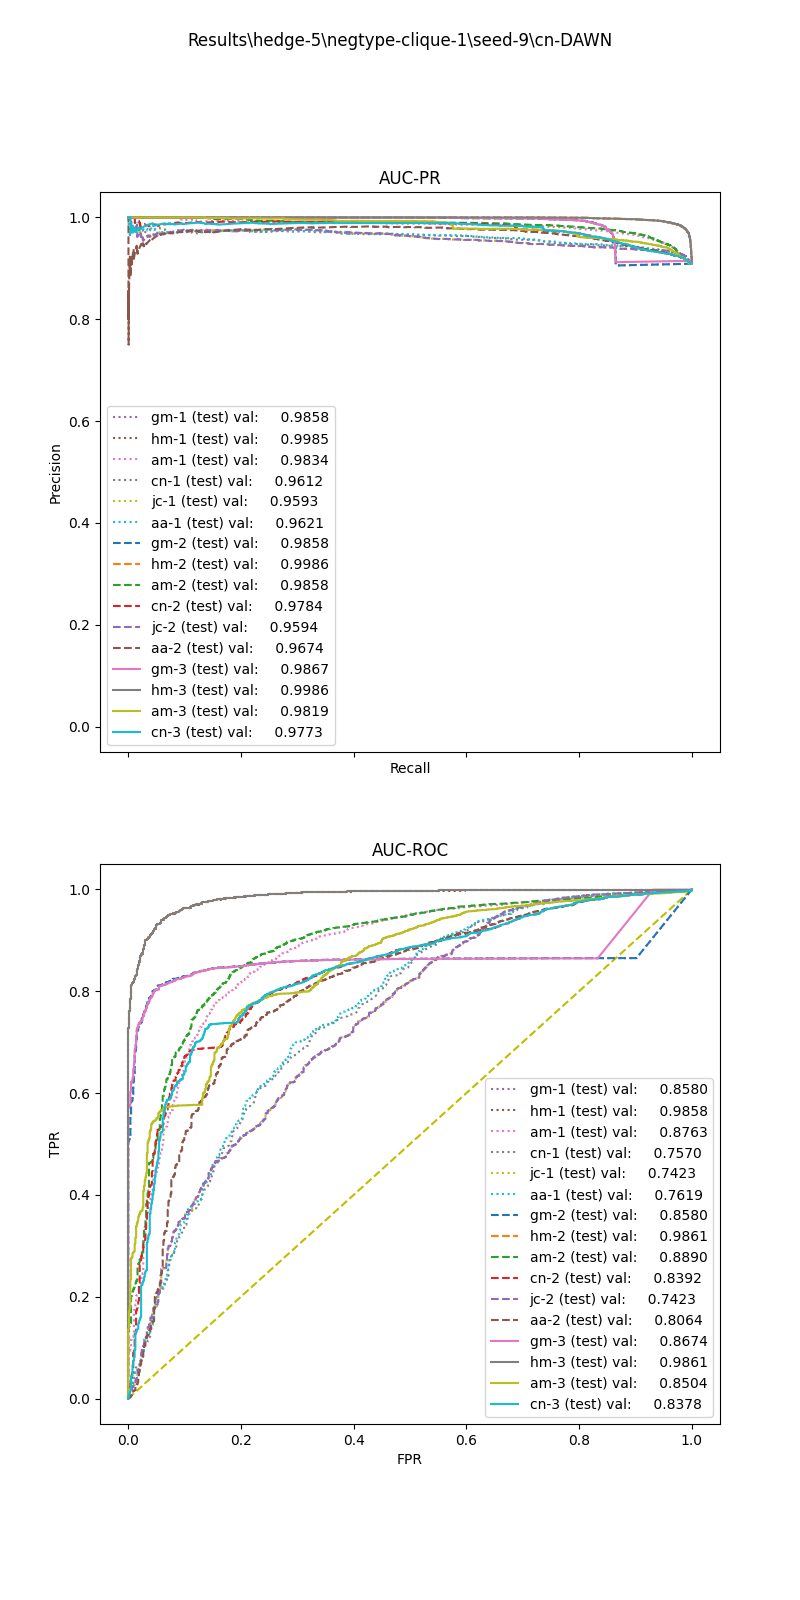 Results\hedge-5\negtype-clique-1\seed-9\cn-DAWN
AUC-PR
1.0
0.8
0.6
0.4
0.2
0.0
Precision
gm-1 (test) val: 0.9858
hm-1 (test) val: 0.9985
am-1 (test) val: 0.9834
cn-1 (test) val: 0.9612
jc-1 (test) val: 0.9593
aa-1 (test) val: 0.9621
gm-2 (test) val: 0.9858
hm-2 (test) val: 0.9986
am-2 (test) val: 0.9858
cn-2 (test) val: 0.9784
jc-2 (test) val: 0.9594
aa-2 (test) val: 0.9674
gm-3 (test) val: 0.9867
hm-3 (test) val: 0.9986
am-3 (test) val: 0.9819
cn-3 (test) val: 0.9773
Recall
AUC-ROC
1.0
0.8
0.6
0.4
0.2
0.0
TPR
gm-1 (test) val: 0.8580
hm-1 (test) val: 0.9858
am-1 (test) val: 0.8763
cn-1 (test) val: 0.7570
jc-1 (test) val: 0.7423
aa-1 (test) val: 0.7619
gm-2 (test) val: 0.8580
hm-2 (test) val: 0.9861
am-2 (test) val: 0.8890
cn-2 (test) val: 0.8392
jc-2 (test) val: 0.7423
aa-2 (test) val: 0.8064
gm-3 (test) val: 0.8674
hm-3 (test) val: 0.9861
am-3 (test) val: 0.8504
cn-3 (test) val: 0.8378
0.0 0.2 0.4 0.6 0.8 1.0
FPR